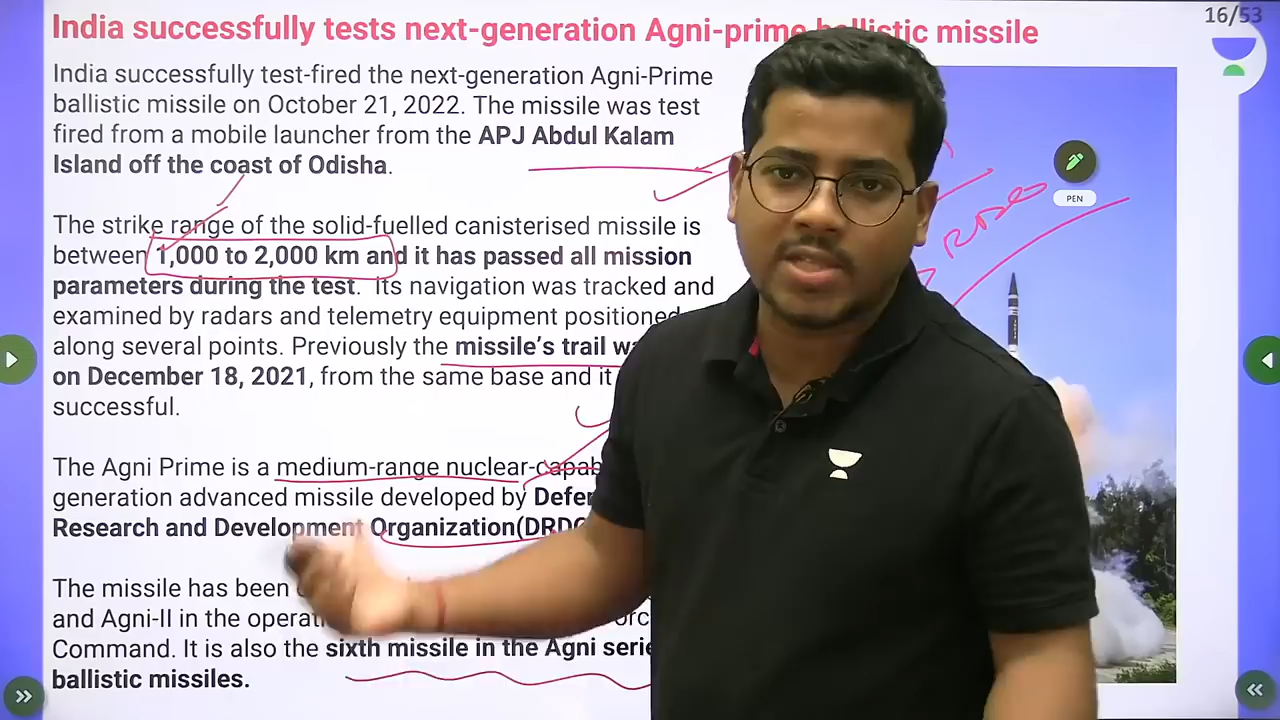 16/53
India successfully tests next-generation Agni-prime ballistic missile
India successfully test-fired the next-generation Agni-Prime
ballistic missile on October 21, 2022. The missile was test
fired from a mobile launcher from the APJ Abdul Kalam
Island off the coast of Odisha.
The strike range of the solid-fuelled canisterised missile is
between 1,000 to 2,000 km and it has passed all mission
parameters during the test. Its navigation was tracked and
examined by radars and telemetry equipment positioned
along several points. Previously the missile's trail
on December 18, 2021, from the same base and it
successful.
The Agni Prime is a medium-range nuclear-capab
generation advanced missile developed by Defe
Research and Development Organization(DRDO
The missile has been
and Agni-II in the operat
Command. It is also the sixth missile in the Agni serie
ballistic missiles.
PEN